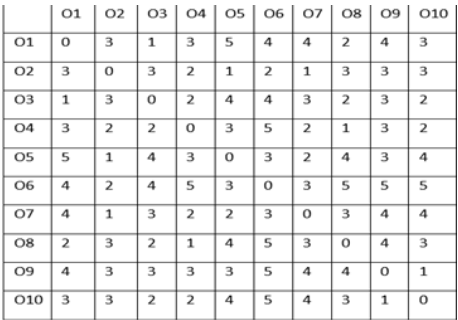 O1 O2 O3 O4 O5 O6 O7 O8 O9 O10
O1 0 3 1 3 5 4 4 2 4 3
O2 3 0 3 2 1 2 1 3 3 3
O3 1 3 0 2 4 4 3 2 3 2
O4 3 2 2 0 3 5 2 1 3 2
O5 5 1 4 3 0 3 2 4 3 4
O6 4 2 4 5 3 0 3 5 5 5
O7 4 1 3 2 2 3 0 3 4 4
O8 2 3 2 1 4 5 3 0 4 3
O9 4 3 3 3 3 5 4 4 0 1
O10 3 3 2 2 4 5 4 3 1 0